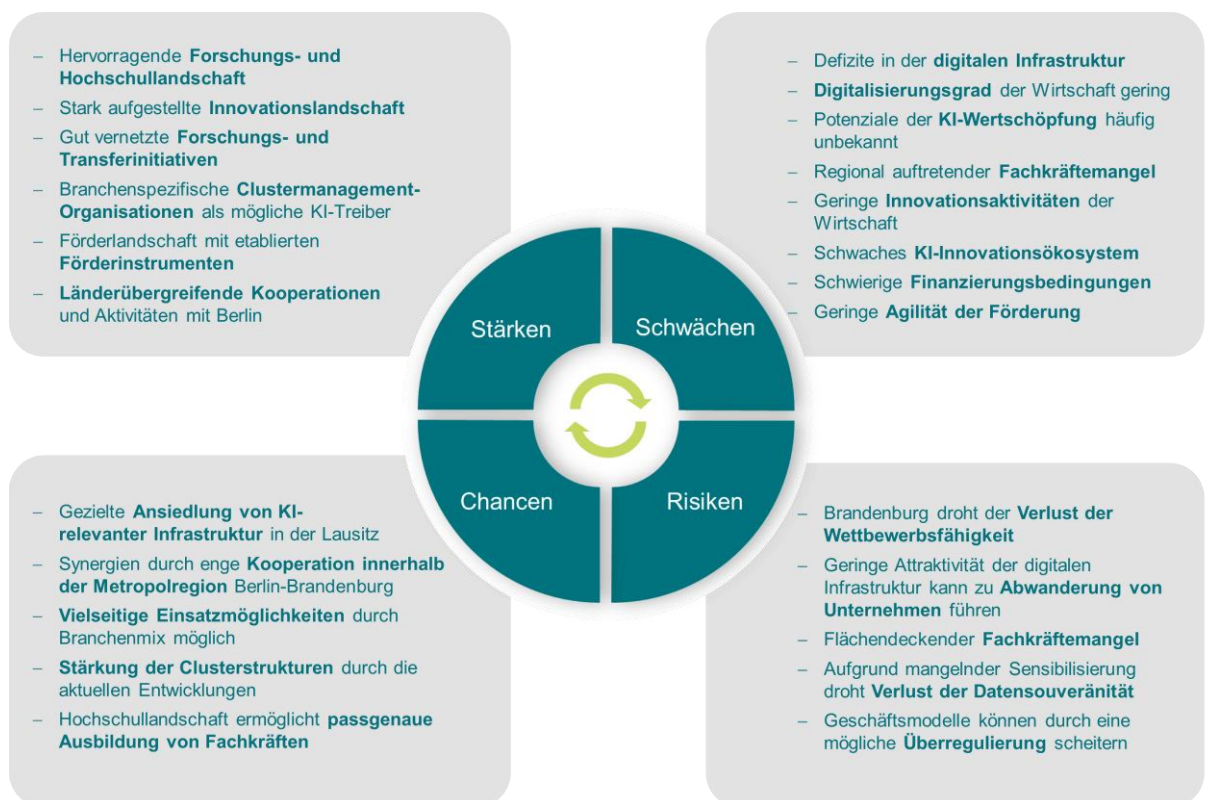 – Hervorragende Forschungs- und
Hochschullandschaft
– Stark aufgestellte Innovationslandschaft
– Gut vernetzte Forschungs- und
Transferinitiativen
– Branchenspezifische Clustermanagement-
Organisationen als mögliche KI-Treiber
– Förderlandschaft mit etablierten
Förderinstrumenten
– Länderübergreifende Kooperationen
und Aktivitäten mit Berlin
– Defizite in der digitalen Infrastruktur
– Digitalisierungsgrad der Wirtschaft gering
– Potenziale der KI-Wertschöpfung häufig
unbekannt
– Regional auftretender Fachkräftemangel
– Geringe Innovationsaktivitäten der
Wirtschaft
– Schwaches KI-Innovationsökosystem
– Schwierige Finanzierungsbedingungen
– Geringe Agilität der Förderung
Stärken
Schwächen
Chancen
Risiken
– Gezielte Ansiedlung von KI-
relevanter Infrastruktur in der Lausitz
– Synergien durch enge Kooperation innerhalb
der Metropolregion Berlin-Brandenburg
– Vielseitige Einsatzmöglichkeiten durch
Branchenmix möglich
– Stärkung der Clusterstrukturen durch die
aktuellen Entwicklungen
– Hochschullandschaft ermöglicht passgenaue
Ausbildung von Fachkräften
– Brandenburg droht der Verlust der
Wettbewerbsfähigkeit
– Geringe Attraktivität der digitalen
Infrastruktur kann zu Abwanderung von
Unternehmen führen
– Flächendeckender Fachkräftemangel
– Aufgrund mangelnder Sensibilisierung
droht Verlust der Datensouveränität
– Geschäftsmodelle können durch eine
mögliche Überregulierung scheitern